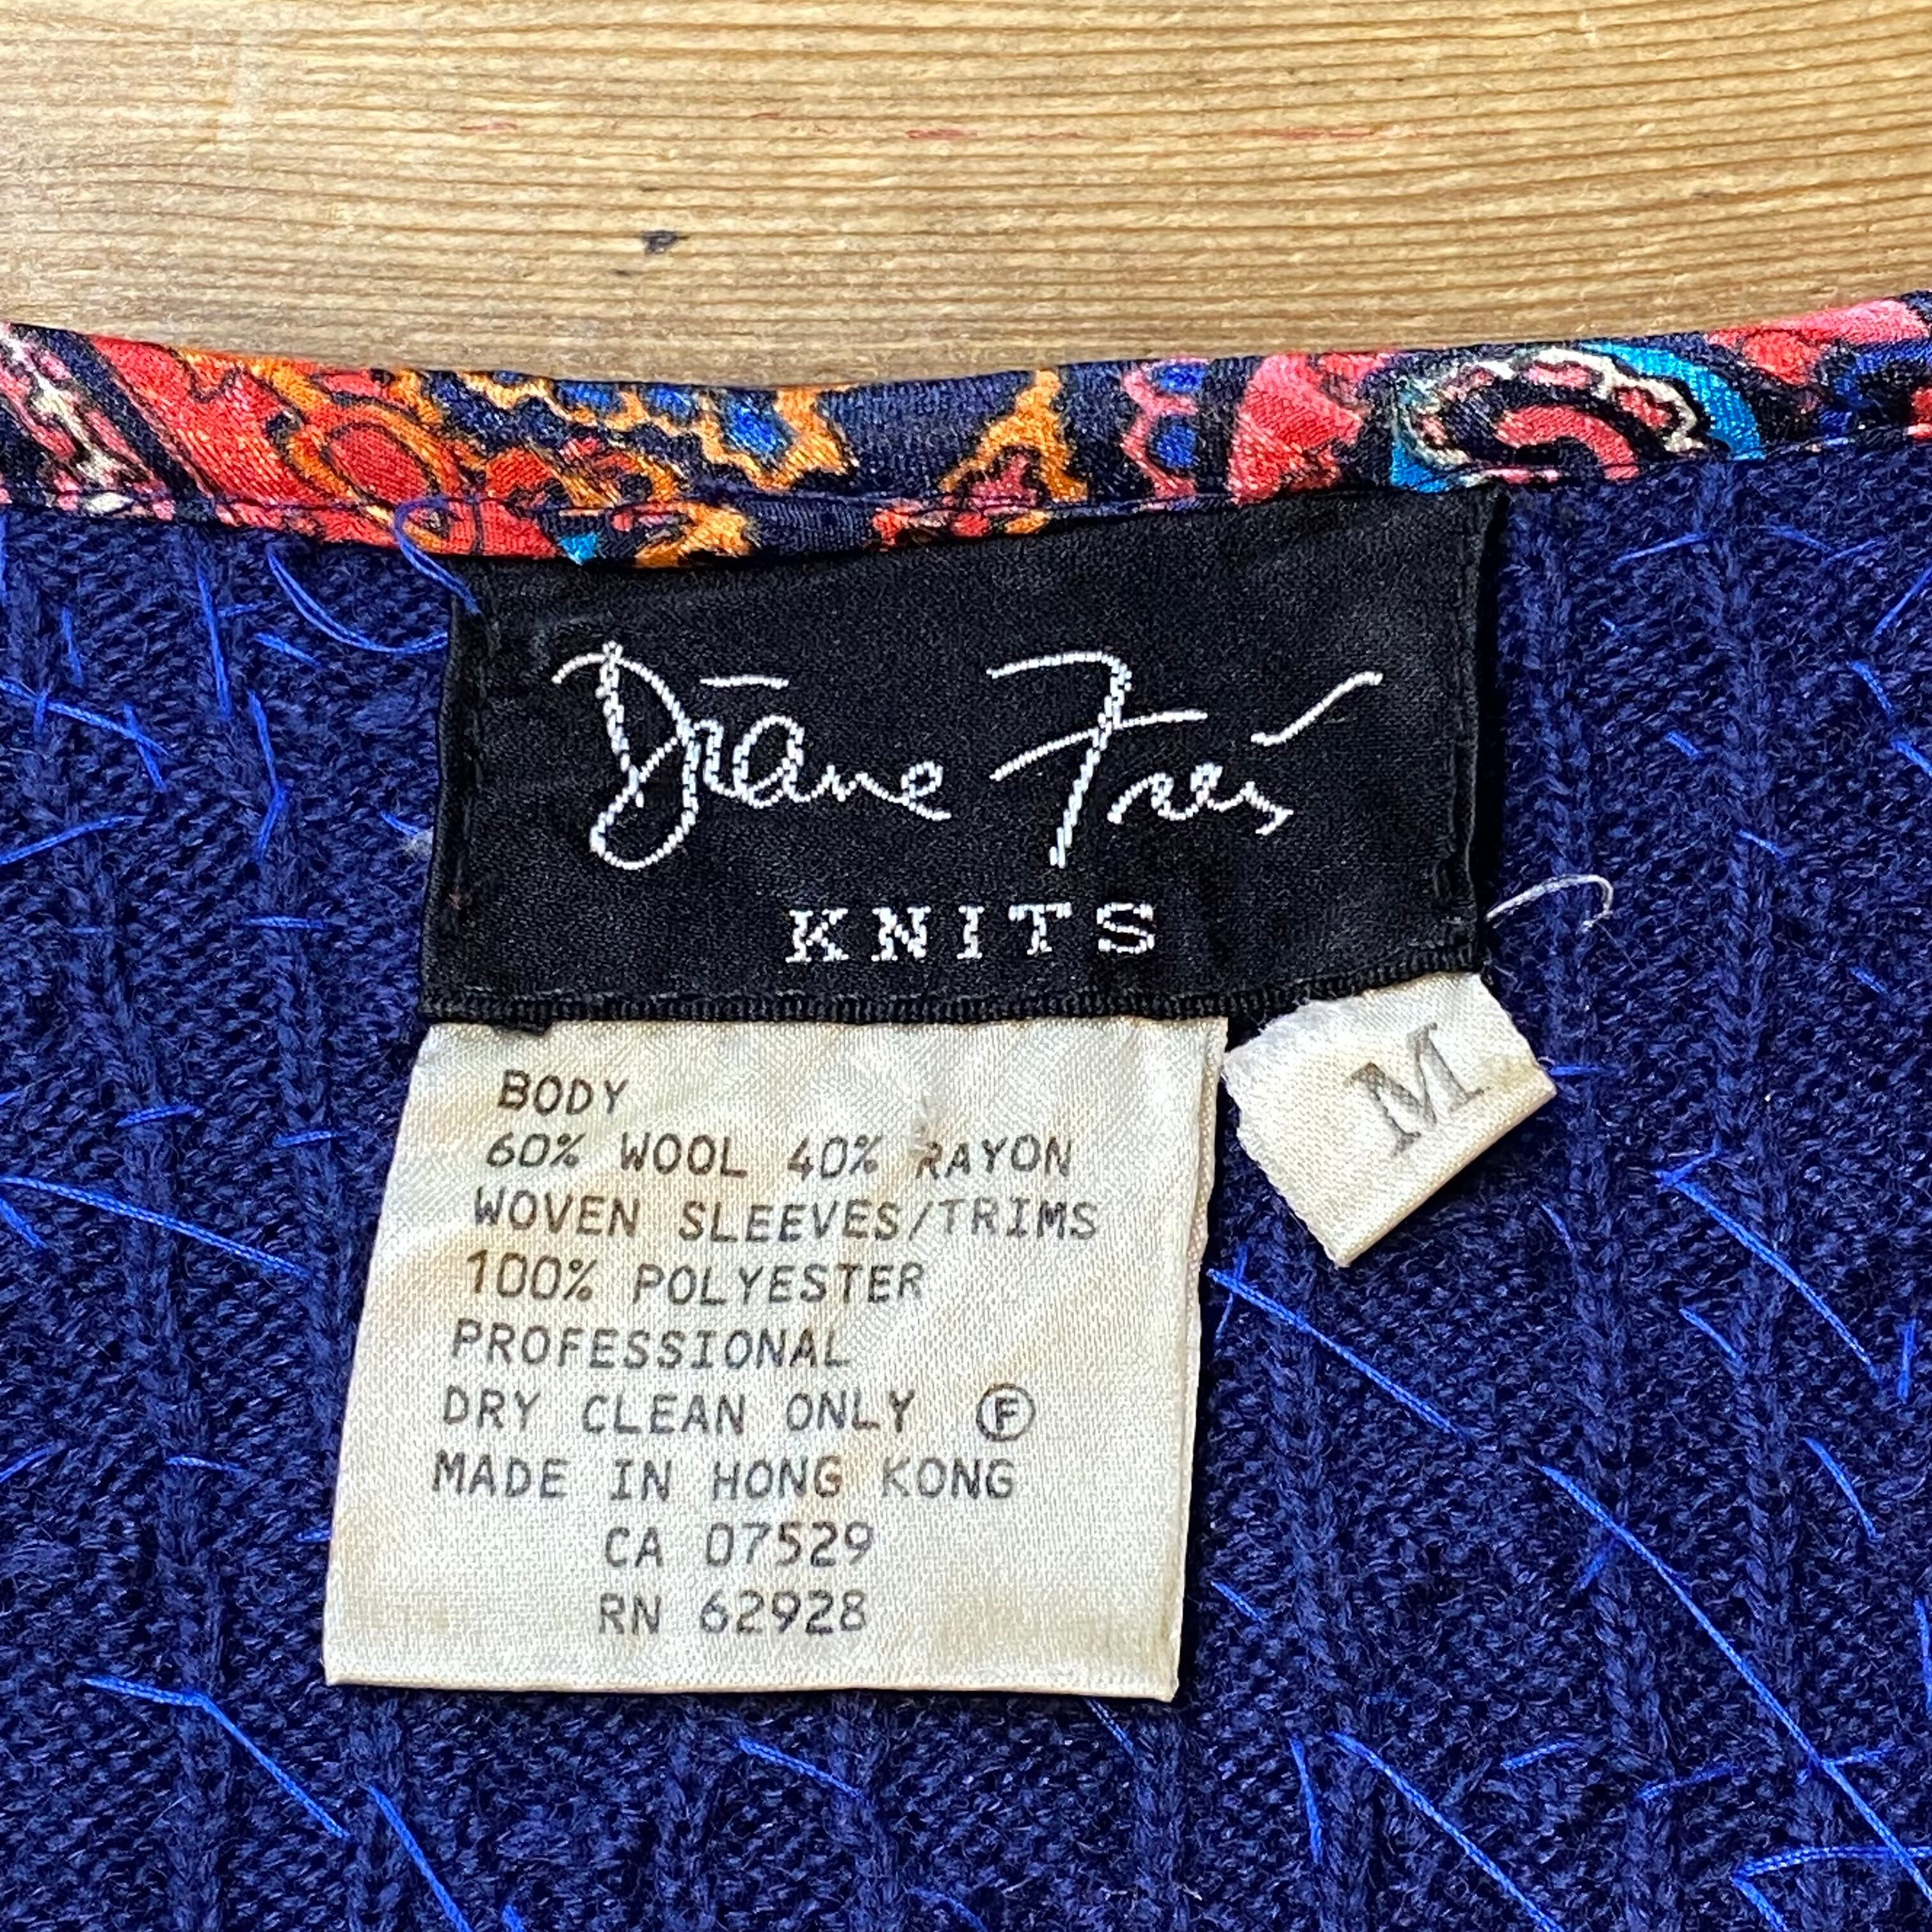 Diane Freis
KNITS
M
BODY
60% WOOL 40% RAYON
WOVEN SLEEVES/TRIMS
100% POLYESTER
PROFESSIONAL
DRY CLEAN ONLY Ⓕ
MADE IN HONG KONG
CA 07529
RN 62928